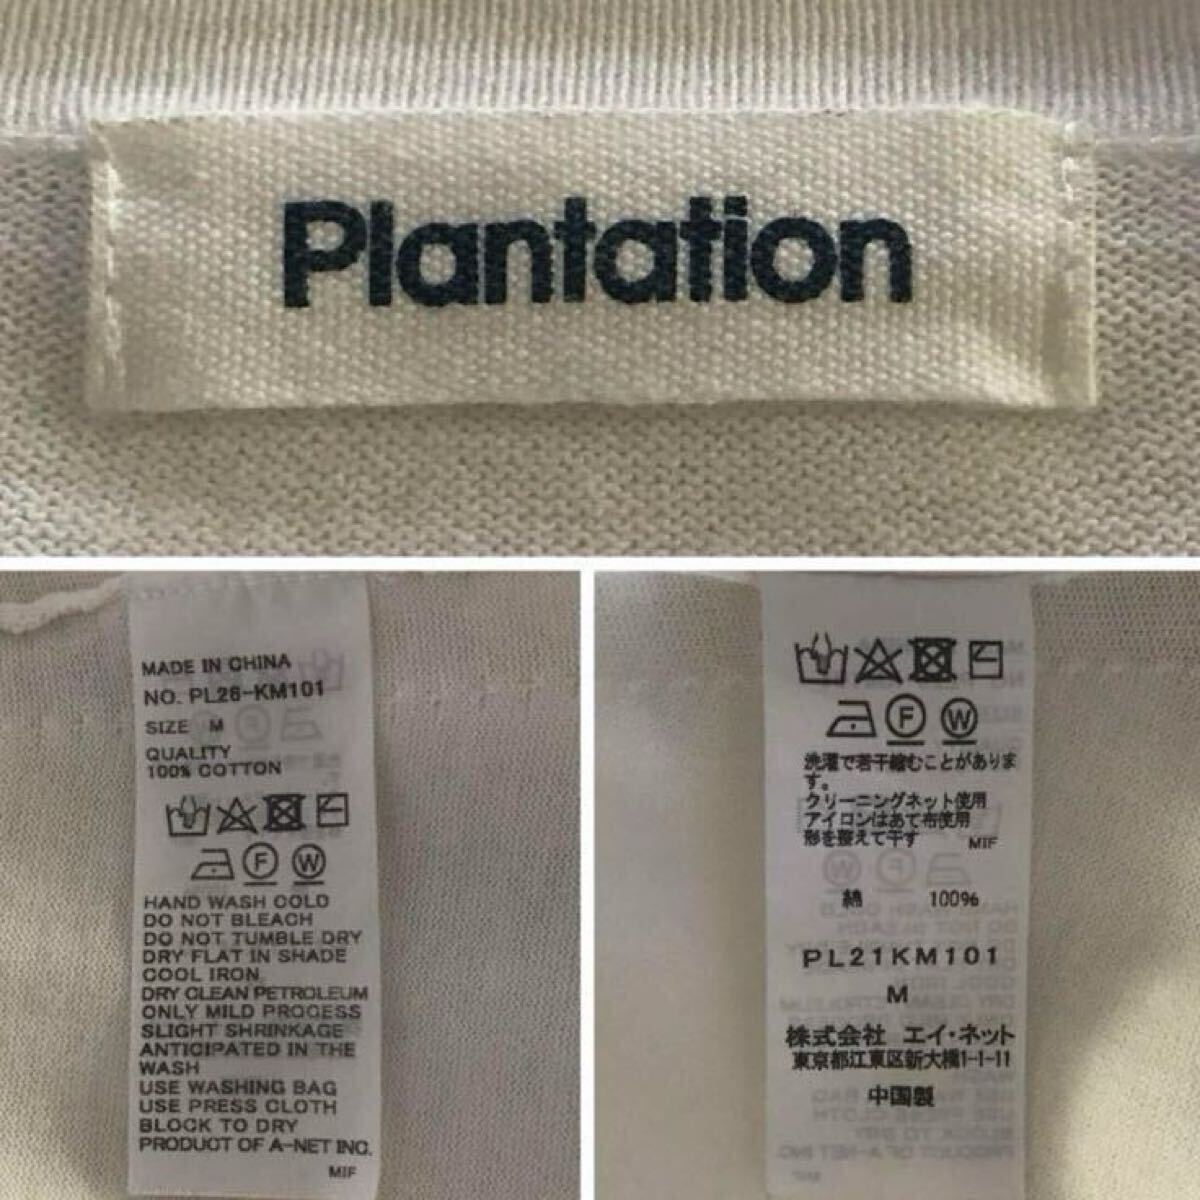 Plantation
MADE IN CHINA
NO. PL26-KM101
SIZE M
QUALITY
100% COTTON
F W
HAND WASH COLD
DO NOT BLEACH
DO NOT TUMBLE DRY
DRY FLAT IN SHADE
COOL IRON.
DRY CLEAN PETROLEUM
ONLY MILD PROCESS
SLIGHT SHRINKAGE
ANTICIPATED IN THE
WASH
USE WASHING BAG
USE PRESS CLOTH
BLOCK TO DRY
PRODUCT OF A-NET INC.
MIF
F W
洗濯で若干縮むことがありま
す。
クリーニングネット使用
アイロンはあて布使用
形を整えて干す MIF
綿 100%
PL21KM101
M
株式会社 エイ・ネット
東京都江東区新大橋1-1-11
中国製